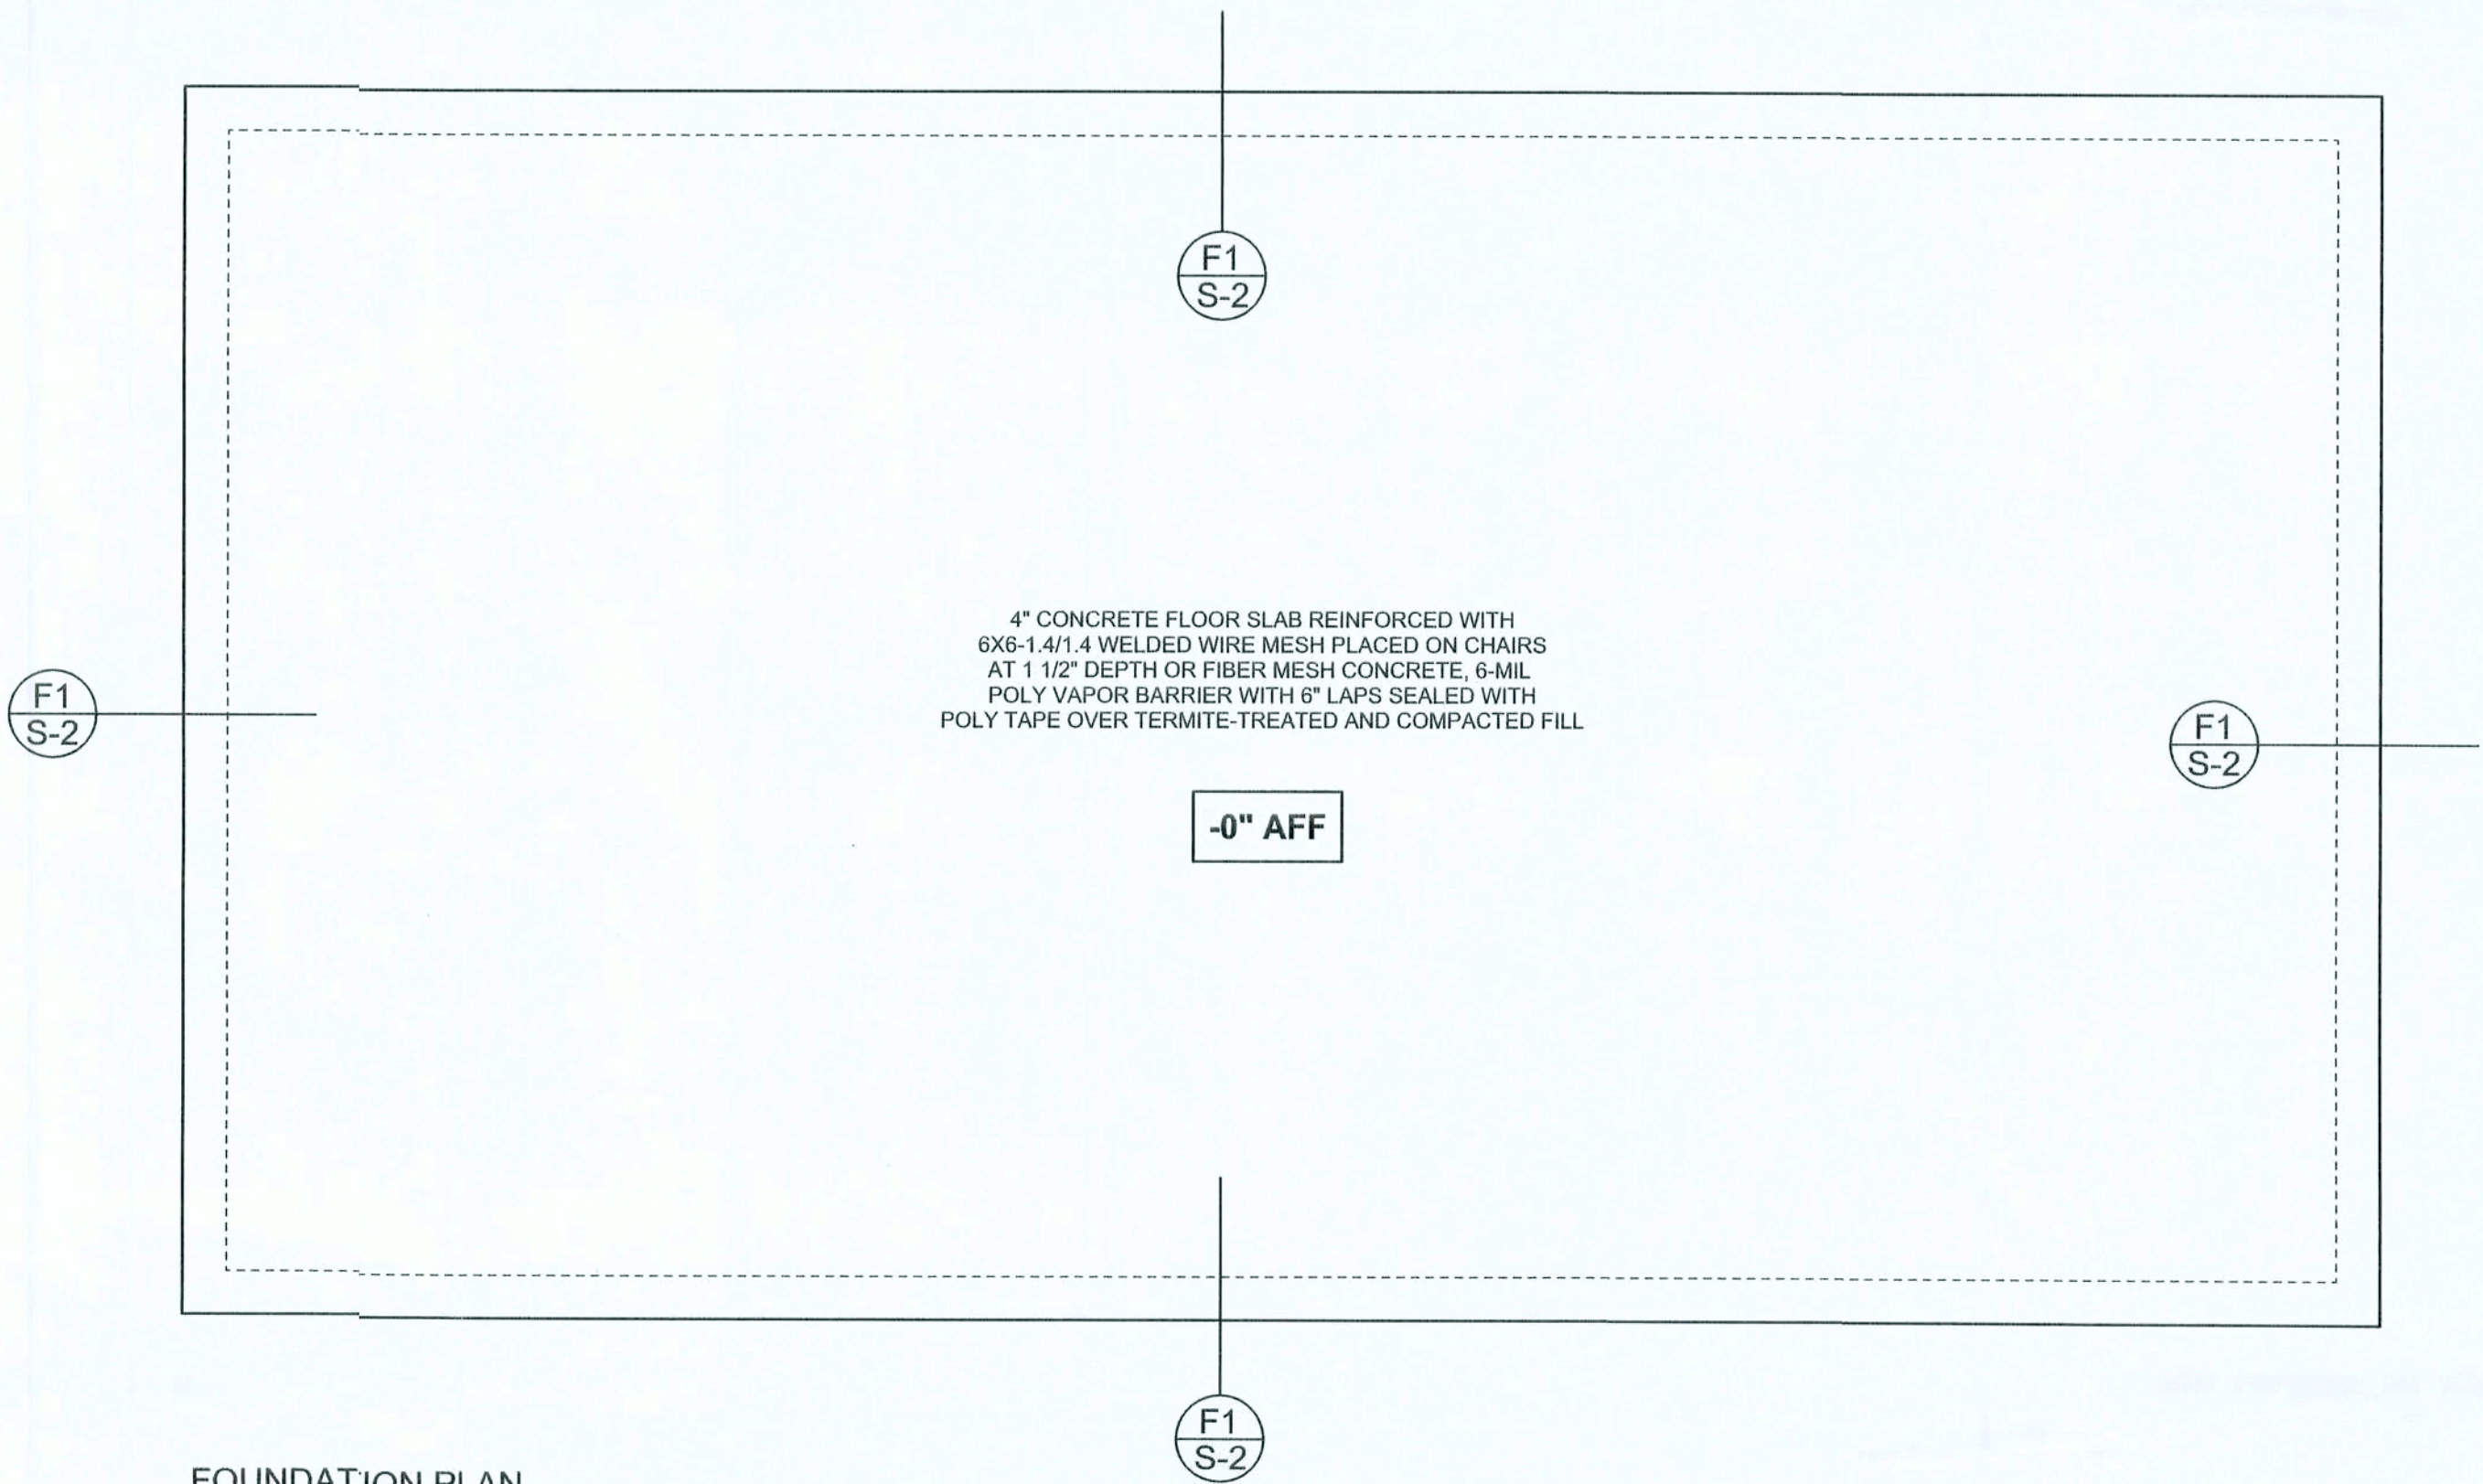 F1
S-2
4" CONCRETE FLOOR SLAB REINFORCED WITH
6X6-1.4/1.4 WELDED WIRE MESH PLACED ON CHAIRS
AT 1 1/2" DEPTH OR FIBER MESH CONCRETE, 6-MIL
POLY VAPOR BARRIER WITH 6" LAPS SEALED WITH
POLY TAPE OVER TERMITE-TREATED AND COMPACTED FILL
F1
S-2
F1
S-2
-0" AFF
F1
S-2
FOUNDATION PLAN